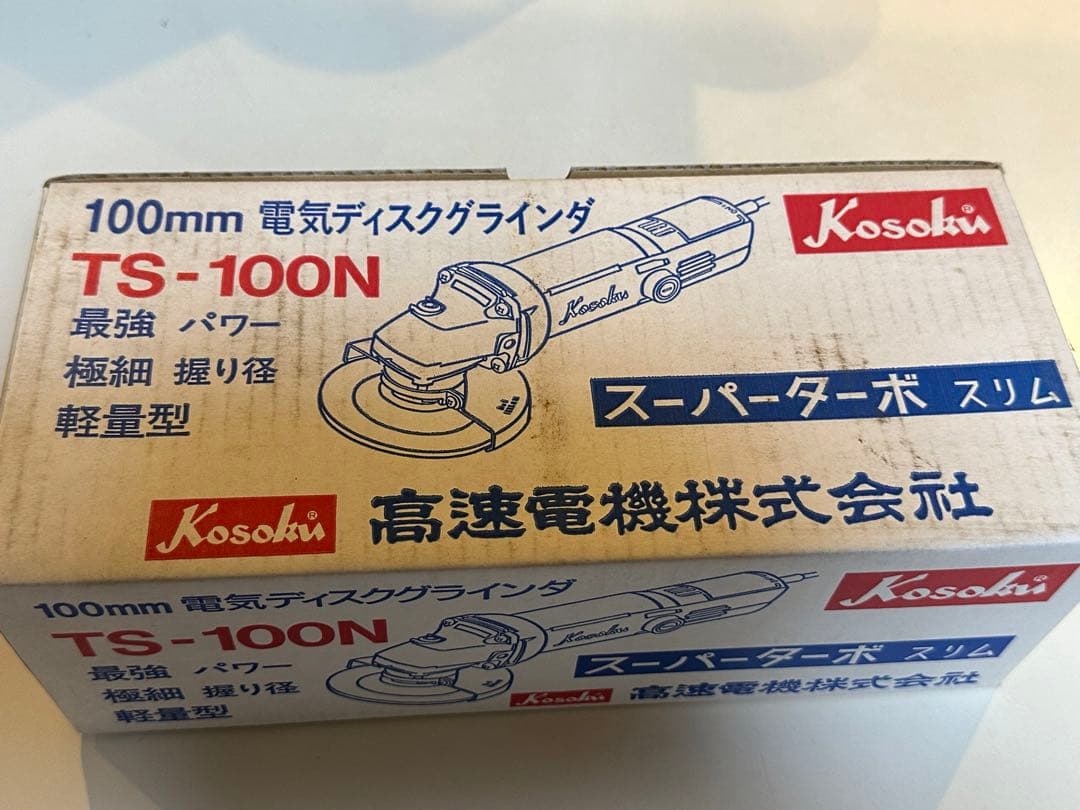 100mm 電気ディスクグラインダ
Kosoku®
TS-100N
最強 パワー
極細 握り径
軽量型
Kosoku
スーパーターボ スリム
Kosoku®
高速電機株式会社
100mm 電気ディスクグラインダ
Kosoku®
TS-100N
最強 パワー
極細 握り径
軽量型
Kosoku
スーパーターボ スリム
Kosoku®
高速電機株式会社